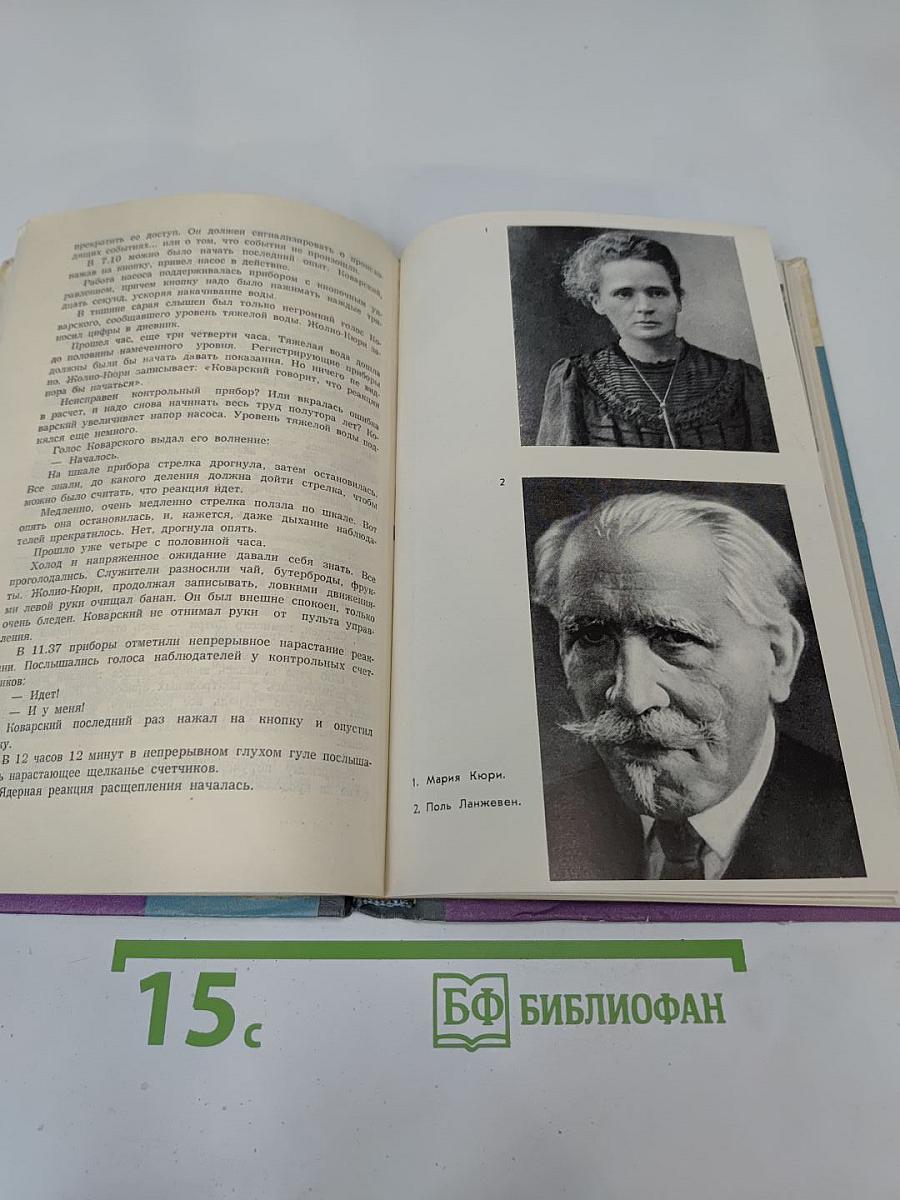 прекратить ее доступ. Он должен сигнализировать о происхо-
дящих событиях... или о том, что события не произошли.
В 7.10 можно было начать последний опыт. Коварский,
нажав на кнопку, привел насос в действие.
Работа насоса поддерживалась прибором с кнопочным уп-
равлением, причем кнопку надо было нажимать каждые трид-
цать секунд, ускоряя накачивание воды.
В тишине сарая слышен был только негромкий голос Ко-
варского, сообщавшего уровень тяжелой воды. Жолио-Кюри за-
носил цифры в дневник.
Прошел час, еще три четверти часа. Тяжелая вода дошла
до половины намеченного уровня. Регистрирующие приборы
должны были бы начать давать показания. Но ничего не вид-
но. Жолио-Кюри записывает: «Коварский говорит, что реакции
пора бы начаться».
Неисправен контрольный прибор? Или вкралась ошибка
в расчет, и надо снова начинать весь труд полутора лет? Ко-
варский увеличивает напор насоса. Уровень тяжелой воды под-
нялся еще немного.
Голос Коварского выдал его волнение:
— Началось.
На шкале прибора стрелка дрогнула, затем остановилась.
Все знали, до какого деления должна дойти стрелка, чтобы
можно было считать, что реакция идет.
Медленно, очень медленно стрелка ползла по шкале. Вот
опять она остановилась, и, кажется, даже дыхание наблюда-
телей прекратилось. Нет, дрогнула опять.
Прошло уже четыре с половиной часа.
Холод и напряженное ожидание давали себя знать. Все
проголодались. Служители разносили чай, бутерброды, фрук-
ты. Жолио-Кюри, продолжая записывать, ловкими движения-
ми левой руки очищал банан. Он был внешне спокоен, только
очень бледен. Коварский не отнимал руки от пульта управ-
ления.
В 11.37 приборы отметили непрерывное нарастание реак-
ции. Послышались голоса наблюдателей у контрольных счет-
чиков:
— Идет!
— И у меня!
Коварский последний раз нажал на кнопку и опустил
ку.
В 12 часов 12 минут в непрерывном глухом гуле послыша-
ь нарастающее щелканье счетчиков.
Ядерная реакция расщепления началась.
1
2
1. Мария Кюри.
2. Поль Ланжевен.
15 с
БФ БИБЛИОФАН